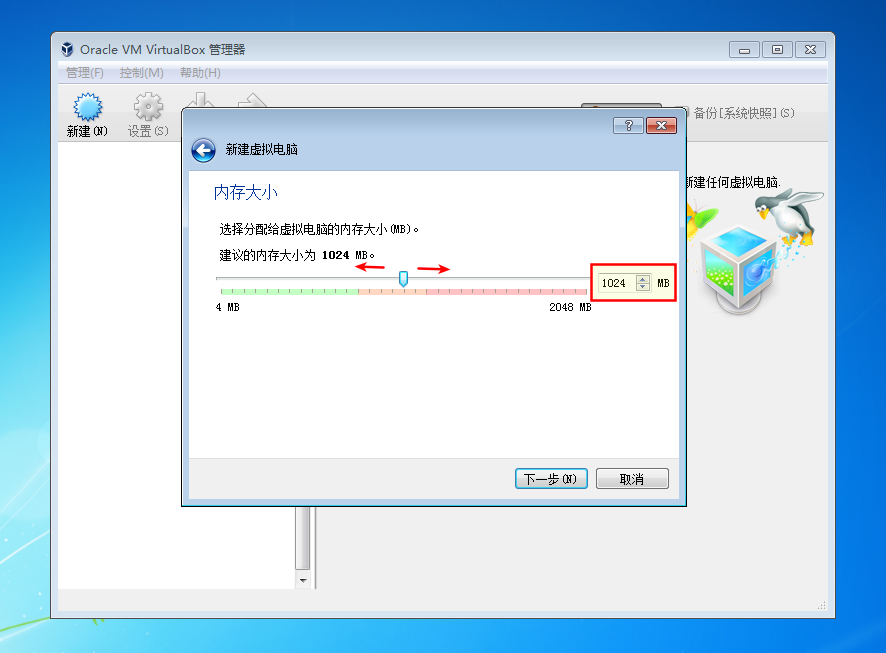 Oracle VM VirtualBox 管理器
管理(F) 控制(M) 帮助(H)
新建(N) 设置(S) 备份[系统快照](S)
新建虚拟电脑
新建任何虚拟电脑.
内存大小
选择分配给虚拟电脑的内存大小(MB)。
建议的内存大小为 1024 MB。
1024 MB
4 MB 2048 MB
下一步(N) 取消